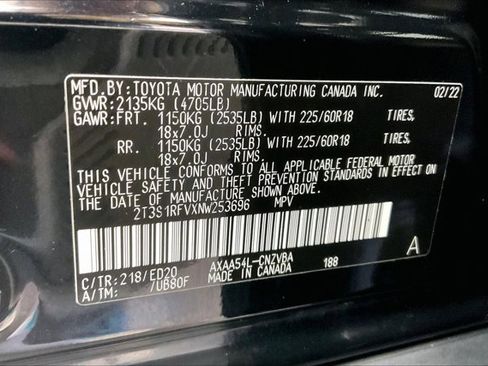 MFD.BY:TOYOTA MOTOR MANUFACTURING CANADA INC. 02/22
GVWR:2135KG (4705LB)
GAWR:FRT. 1150KG (2535LB) WITH 225/60R18 TIRES,
18x7.0J RIMS.
RR. 1150KG (2535LB) WITH 225/60R18 TIRES,
18x7.0J RIMS.
THIS VEHICLE CONFORMS TO ALL APPLICABLE FEDERAL MOTOR
VEHICLE SAFETY AND THEFT PREVENTION STANDARDS IN EFFECT ON
THE DATE OF MANUFACTURE SHOWN ABOVE.
2T3S1RFVXNW253696 MPV
A
C/TR:218/ED20 AXAA54L-CNZVBA
A/TM: /UB80F MADE IN CANADA 188